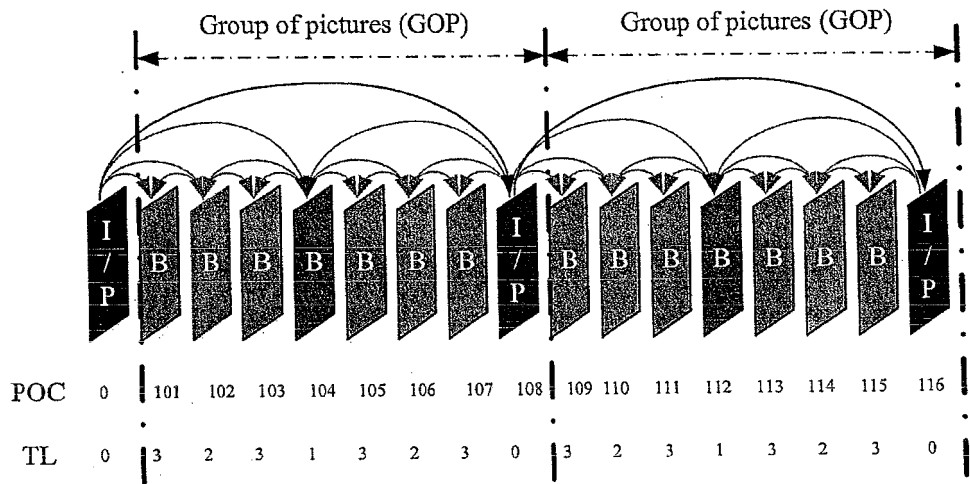 Group of pictures (GOP) Group of pictures (GOP)
I / P B B B B B B B I / P B B B B B B B I / P
POC 0 101 102 103 104 105 106 107 108 109 110 111 112 113 114 115 116
TL 0 3 2 3 1 3 2 3 0 3 2 3 1 3 2 3 0